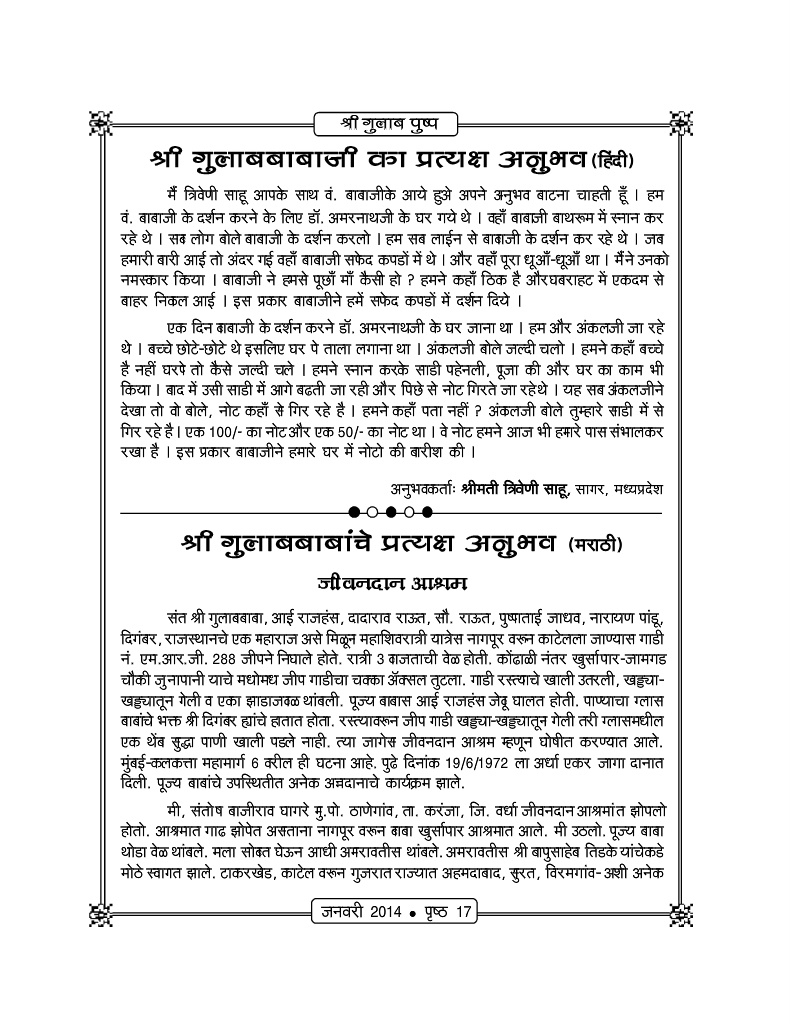 श्री गुलाब पुष्प
श्री गुलाबबाबाजी का प्रत्यक्ष अनुभव (हिंदी)
मैं त्रिवेणी साहू आपके साथ वं. बाबाजीके आये हुअे अपने अनुभव बाटना चाहती हूँ । हम
वं. बाबाजी के दर्शन करने के लिए डॉ. अमरनाथजी के घर गये थे । वहाँ बाबाजी बाथरूम में स्नान कर
रहे थे । सब लोग बोले बाबाजी के दर्शन करलो । हम सब लाईन से बाबाजी के दर्शन कर रहे थे । जब
हमारी बारी आई तो अंदर गई वहाँ बाबाजी सफेद कपडों में थे । और वहाँ पूरा धूआँ-धूआँ था । मैंने उनको
नमस्कार किया । बाबाजी ने हमसे पूछाँ माँ कैसी हो ? हमने कहाँ ठिक है औरघबराहट में एकदम से
बाहर निकल आई । इस प्रकार बाबाजीने हमें सफेद कपडों में दर्शन दिये ।
एक दिन बाबाजी के दर्शन करने डॉ. अमरनाथजी के घर जाना था । हम और अंकलजी जा रहे
थे । बच्चे छोटे-छोटे थे इसलिए घर पे ताला लगाना था । अंकलजी बोले जल्दी चलो । हमने कहाँ बच्चे
है नहीं घरपे तो कैसे जल्दी चले । हमने स्नान करके साडी पहेनली, पूजा की और घर का काम भी
किया । बाद में उसी साडी में आगे बढती जा रही और पिछे से नोट गिरते जा रहेथे । यह सब अंकलजीने
देखा तो वो बोले, नोट कहाँ से गिर रहे है । हमने कहाँ पता नहीं ? अंकलजी बोले तुम्हारे साडी में से
गिर रहे है । एक 100/- का नोट और एक 50/- का नोट था । वे नोट हमने आज भी हमारे पास संभालकर
रखा है । इस प्रकार बाबाजीने हमारे घर में नोटो की बारीश की ।
अनुभवकर्ताः श्रीमती त्रिवेणी साहू, सागर, मध्यप्रदेश
श्री गुलाबबाबांचे प्रत्यक्ष अनुभव (मराठी)
जीवनदान आश्रम
संत श्री गुलाबबाबा, आई राजहंस, दादाराव राऊत, सौ. राऊत, पुष्पाताई जाधव, नारायण पांडू,
दिगंबर, राजस्थानचे एक महाराज असे मिळून महाशिवरात्री यात्रेस नागपूर वरून काटेलला जाण्यास गाडी
नं. एम.आर.जी. 288 जीपने निघाले होते. रात्री 3 वाजताची वेळ होती. कोंढाळी नंतर खुर्सापार-जामगड
चौकी जुनापानी याचे मधोमध जीप गाडीचा चक्का ॲक्सल तुटला. गाडी रस्त्याचे खाली उतरली, खड्ड्या-
खड्ड्यातून गेली व एका झाडाजवळ थांबली. पूज्य बाबास आई राजहंस जेवू घालत होती. पाण्याचा ग्लास
बाबांचे भक्त श्री दिगंबर ह्यांचे हातात होता. रस्त्यावरून जीप गाडी खड्ड्या-खड्ड्यातून गेली तरी ग्लासमधील
एक थेंब सुद्धा पाणी खाली पडले नाही. त्या जागेस जीवनदान आश्रम म्हणून घोषीत करण्यात आले.
मुंबई-कलकत्ता महामार्ग 6 वरील ही घटना आहे. पुढे दिनांक 19/6/1972 ला अर्धा एकर जागा दानात
दिली. पूज्य बाबांचे उपस्थितीत अनेक अन्नदानाचे कार्यक्रम झाले.
मी, संतोष बाजीराव घागरे मु.पो. ठाणेगांव, ता. करंजा, जि. वर्धा जीवनदान आश्रमांत झोपलो
होतो. आश्रमात गाढ झोपेत असताना नागपूर वरून बाबा खुर्सापार आश्रमात आले. मी उठलो. पूज्य बाबा
थोडा वेळ थांबले. मला सोबत घेऊन आधी अमरावतीस थांबले. अमरावतीस श्री बापुसाहेब तिडके यांचेकडे
मोठे स्वागत झाले. टाकरखेड, काटेल वरून गुजरात राज्यात अहमदाबाद, सुरत, विरमगांव-अशी अनेक
जनवरी 2014 ● पृष्ठ 17